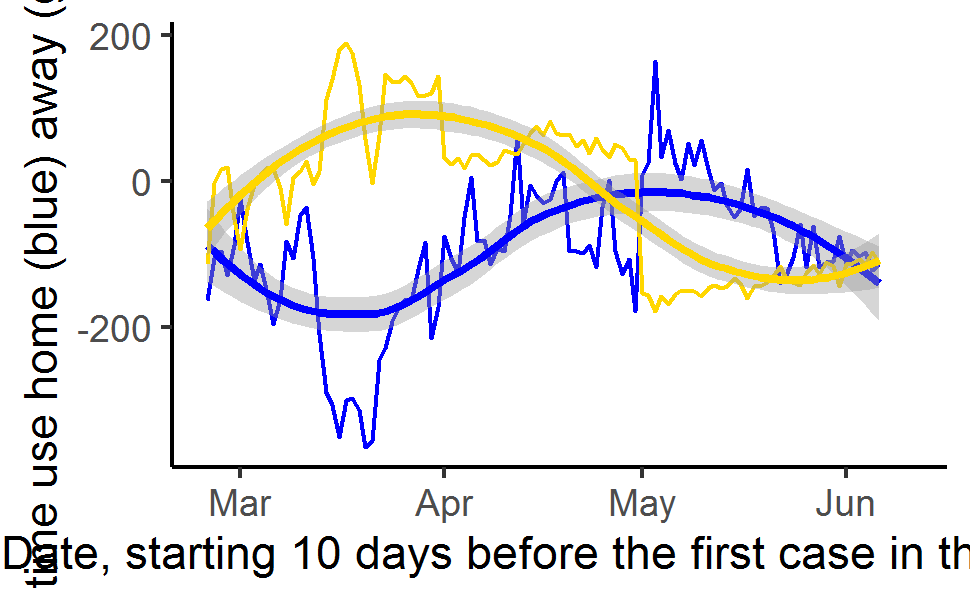 time use home (blue) away (
200
0
-200
Mar Apr May Jun
Date, starting 10 days before the first case in th